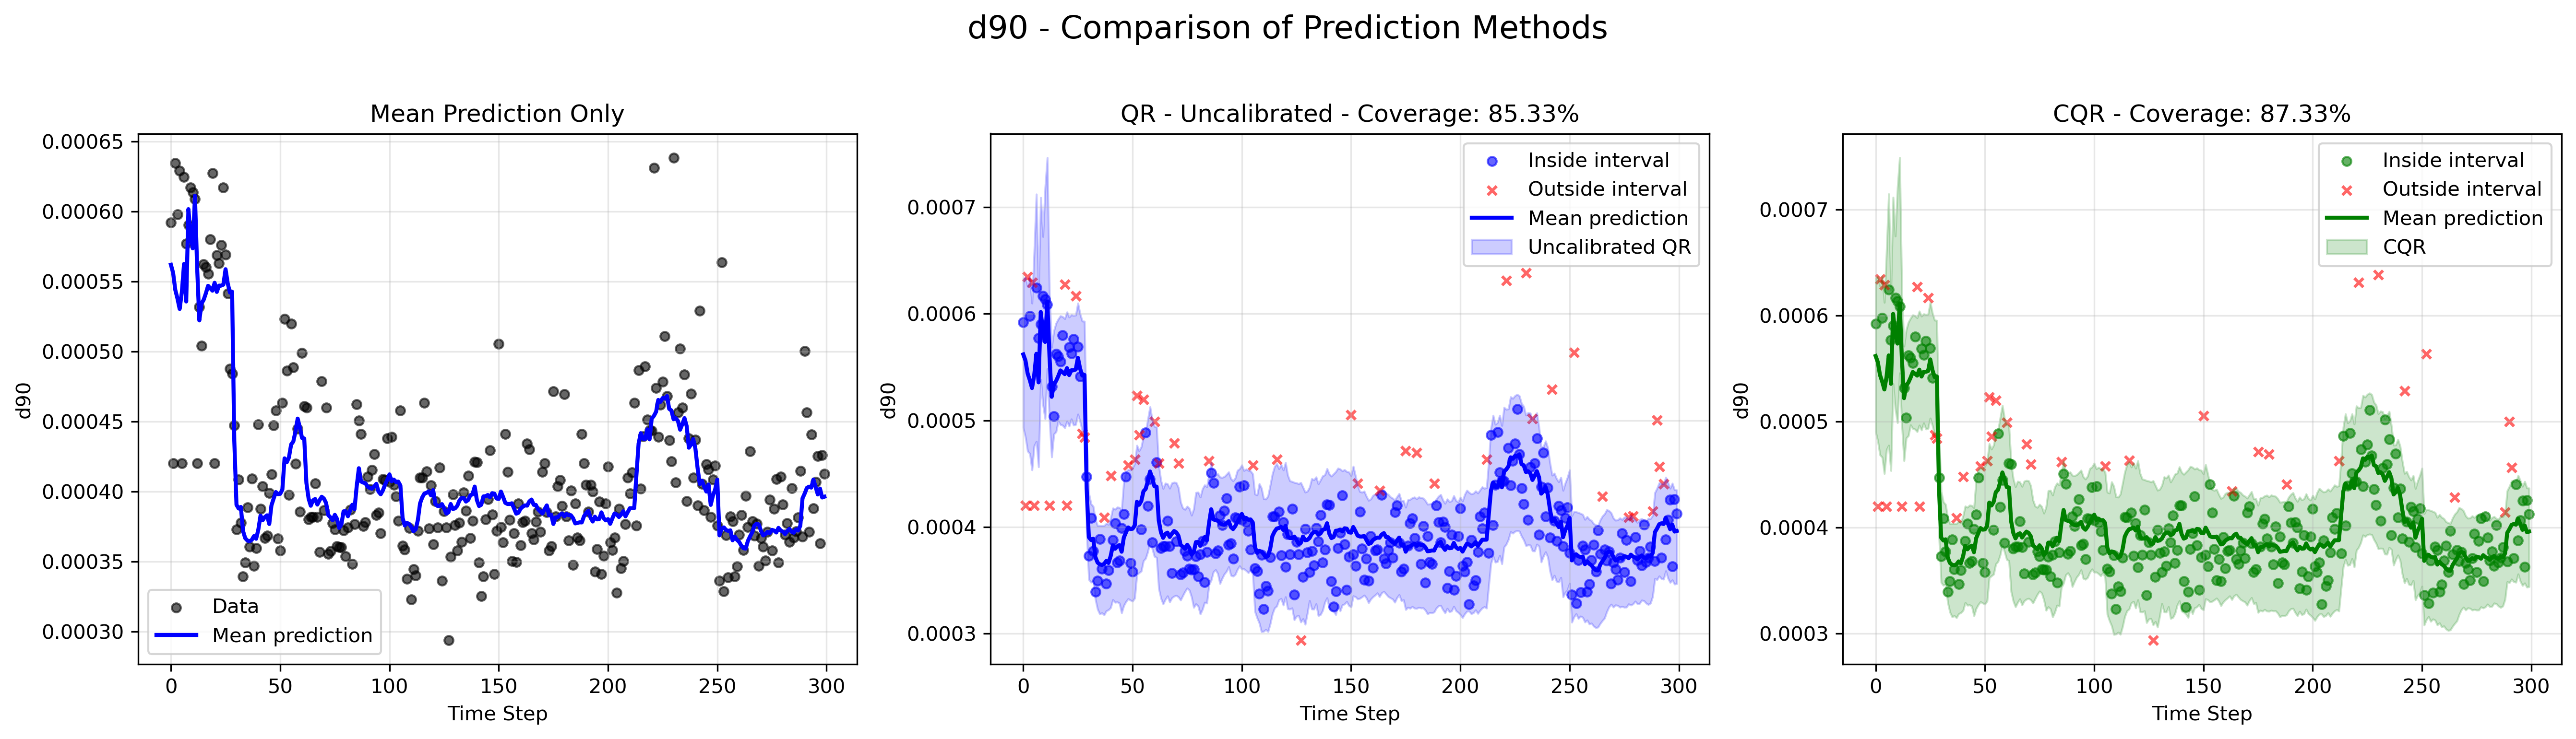 d90 - Comparison of Prediction Methods
Mean Prediction Only
0.00065
0.00060
0.00055
0.00050
0.00045
0.00040
0.00035
0.00030
d90
Data
Mean prediction
0 50 100 150 200 250 300
Time Step
QR - Uncalibrated - Coverage: 85.33%
0.0007
0.0006
0.0005
0.0004
0.0003
d90
Inside interval
Outside interval
Mean prediction
Uncalibrated QR
0 50 100 150 200 250 300
Time Step
CQR - Coverage: 87.33%
0.0007
0.0006
0.0005
0.0004
0.0003
d90
Inside interval
Outside interval
Mean prediction
CQR
0 50 100 150 200 250 300
Time Step